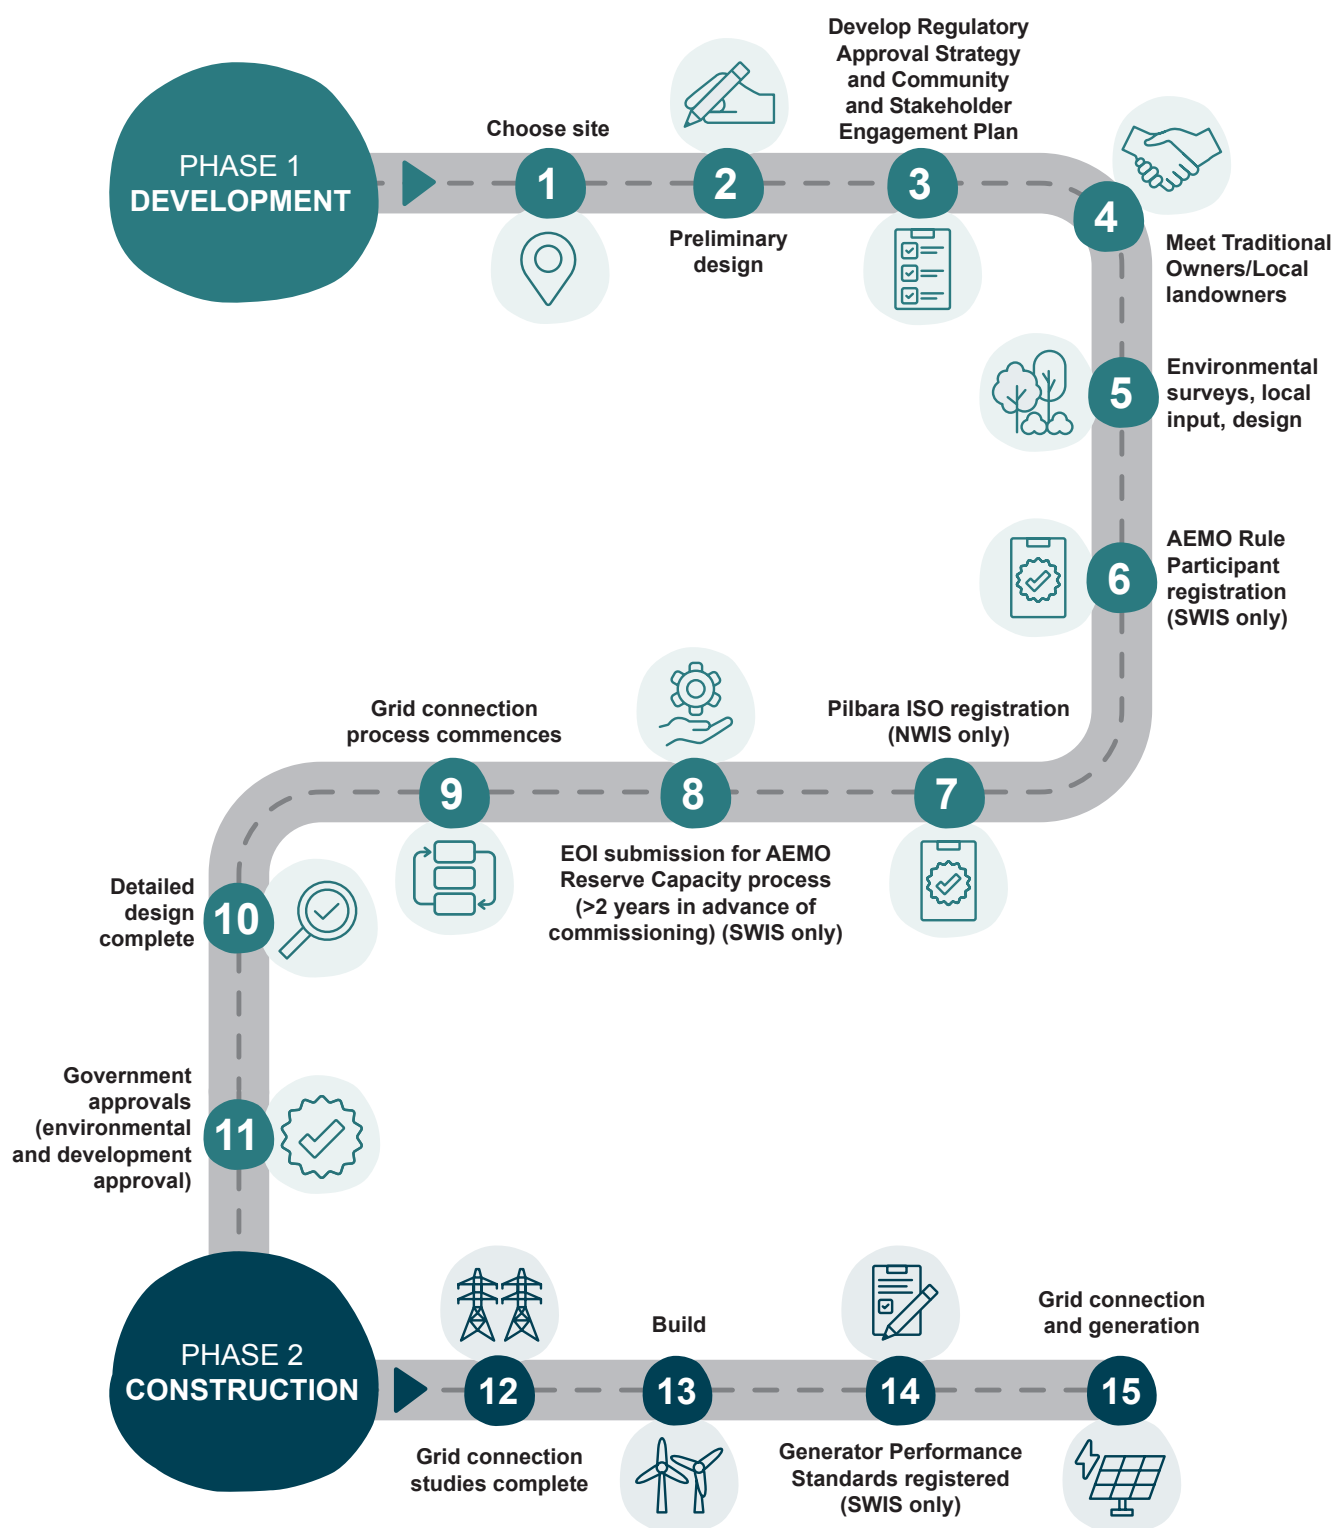 PHASE 1
DEVELOPMENT
Choose site
1
2
Preliminary
design
Develop Regulatory
Approval Strategy
and Community
and Stakeholder
Engagement Plan
3
4
Meet Traditional
Owners/Local
landowners
5
Environmental
surveys, local
input, design
6
AEMO Rule
Participant
registration
(SWIS only)
Pilbara ISO registration
(NWIS only)
7
8
EOI submission for AEMO
Reserve Capacity process
(>2 years in advance of
commissioning) (SWIS only)
Grid connection
process commences
9
Detailed
design
complete
10
Government
approvals
(environmental
and development
approval)
11
PHASE 2
CONSTRUCTION
12
Grid connection
studies complete
Build
13
14
Generator Performance
Standards registered
(SWIS only)
Grid connection
and generation
15